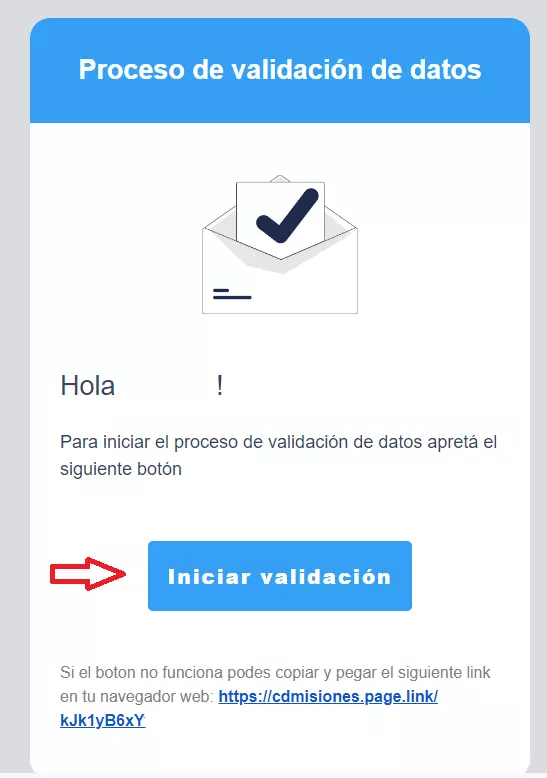 Proceso de validación de datos
Hola !
Para iniciar el proceso de validación de datos apretá el
siguiente botón
Iniciar validación
Si el boton no funciona podes copiar y pegar el siguiente link
en tu navegador web: https://cdmisiones.page.link/
kJk1yB6xY